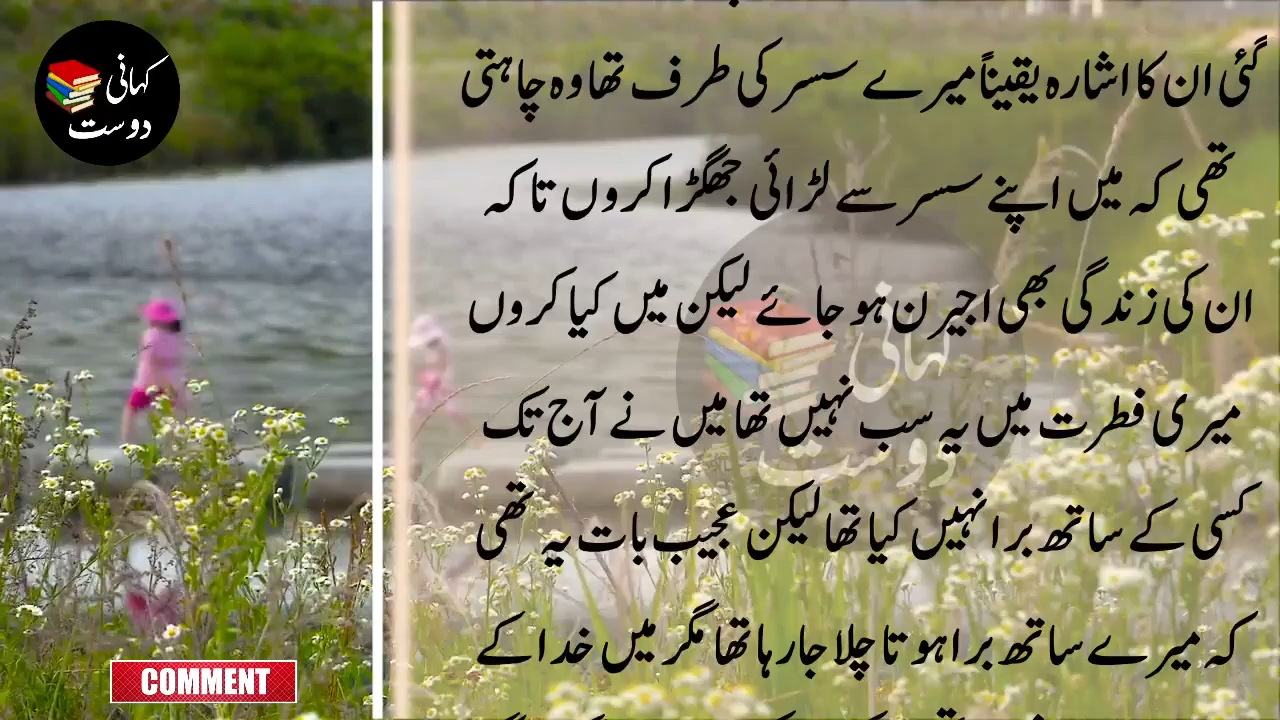 کہانی
دوست
گئی ان کا اشارہ یقیناً میرے سسر کی طرف تھا وہ چاہتی
تھی کہ میں اپنے سسر سے لڑائی جھگڑا کروں تا کہ
ان کی زندگی بھی اجیرن ہو جائے لیکن میں کیا کروں
میری فطرت میں یہ سب نہیں تھا میں نے آج تک
کسی کے ساتھ برا نہیں کیا تھا لیکن عجیب بات یہ تھی
کہ میرے ساتھ برا ہوتا چلا جا رہا تھا مگر میں خدا کے
کہانی
دوست
COMMENT